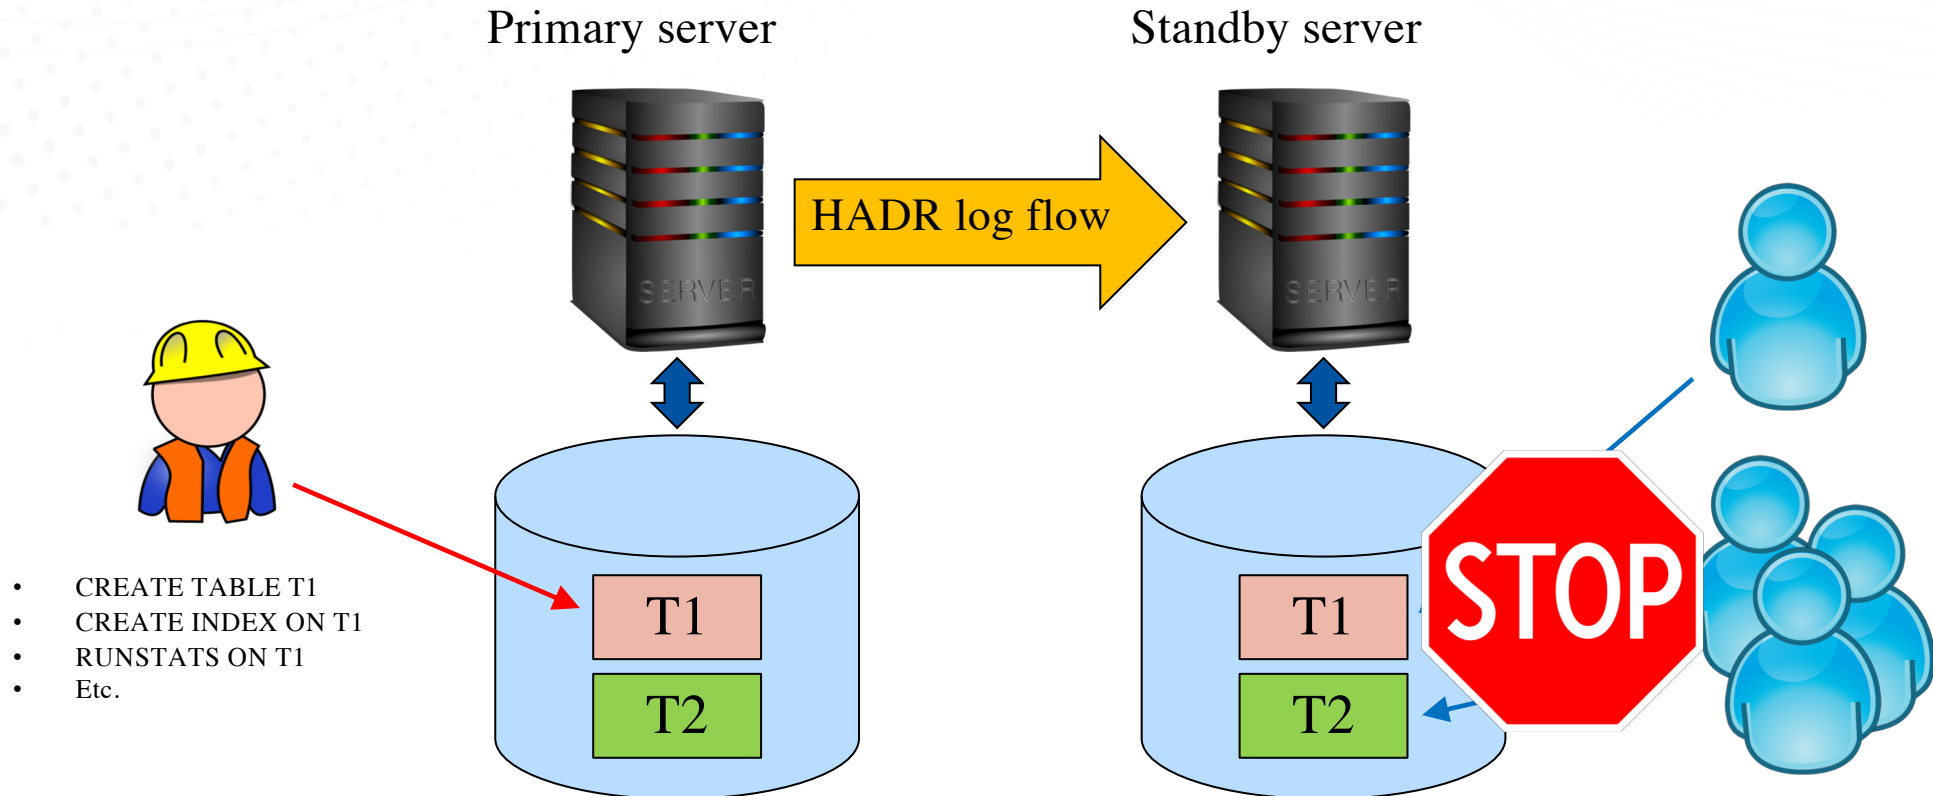 Primary server
Standby server
HADR log flow
SERVER
SERVER
• CREATE TABLE T1
• CREATE INDEX ON T1
• RUNSTATS ON T1
• Etc.
T1
T2
T1
T2
STOP